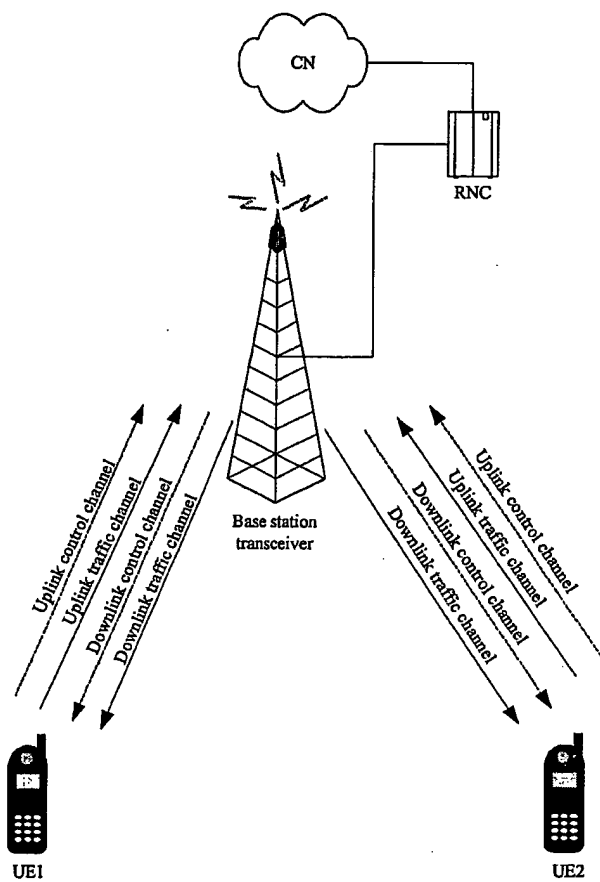 CN
RNC
Base station
transceiver
Uplink control channel
Uplink traffic channel
Downlink control channel
Downlink traffic channel
Uplink control channel
Uplink traffic channel
Downlink control channel
Downlink traffic channel
UE1
UE2